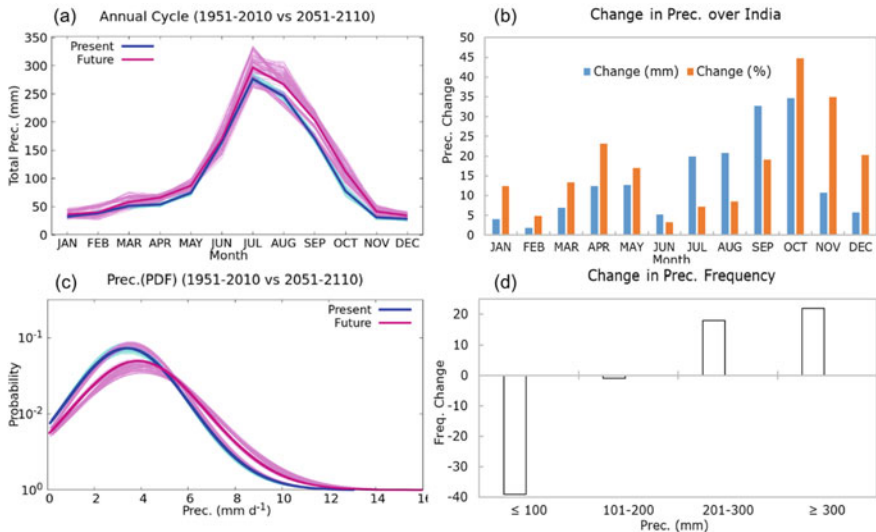 (a) Annual Cycle (1951-2010 vs 2051-2110)
Present
Future
Total Prec. (mm)
350
300
250
200
150
100
50
0
JAN FEB MAR APR MAY JUN JUL AUG SEP OCT NOV DEC
Month
(b) Change in Prec. over India
Change (mm) Change (%)
Prec. Change
50
45
40
35
30
25
20
15
10
5
0
JAN FEB MAR APR MAY JUN JUL AUG SEP OCT NOV DEC
Month
(c) Prec.(PDF) (1951-2010 vs 2051-2110)
Present
Future
Probability
10⁻¹
10⁻²
10⁰
0 2 4 6 8 10 12 14 16
Prec. (mm d⁻¹)
(d) Change in Prec. Frequency
Freq. Change
20
10
0
-10
-20
-30
-40
≤ 100 101-200 201-300 ≥ 300
Prec. (mm)